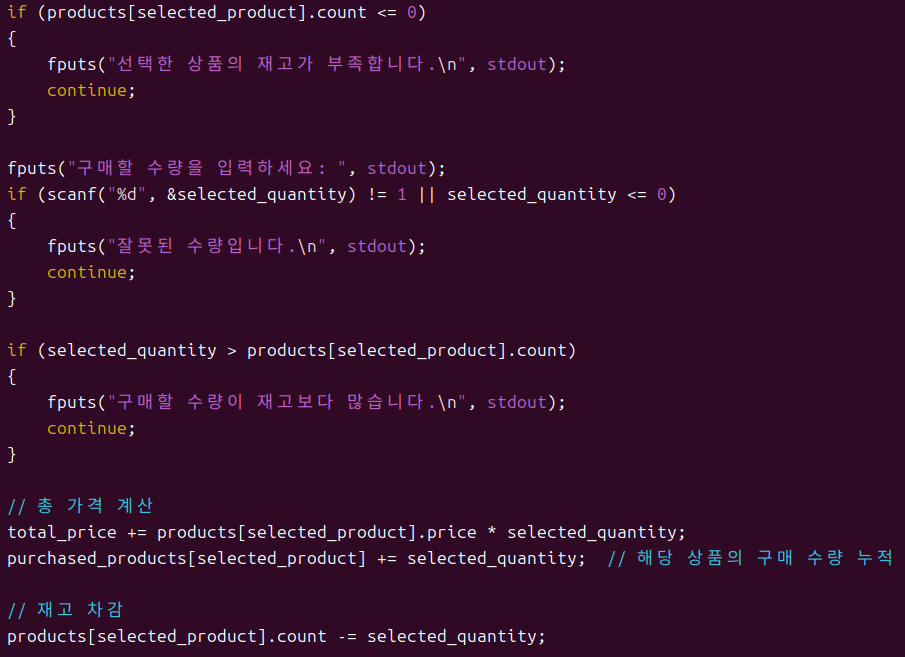 if (products[selected_product].count <= 0)
{
    fputs("선택한 상품의 재고가 부족합니다.\n", stdout);
    continue;
}

fputs("구매할 수량을 입력하세요: ", stdout);
if (scanf("%d", &selected_quantity) != 1 || selected_quantity <= 0)
{
    fputs("잘못된 수량입니다.\n", stdout);
    continue;
}

if (selected_quantity > products[selected_product].count)
{
    fputs("구매할 수량이 재고보다 많습니다.\n", stdout);
    continue;
}

// 총 가격 계산
total_price += products[selected_product].price * selected_quantity;
purchased_products[selected_product] += selected_quantity;  // 해당 상품의 구매 수량 누적

// 재고 차감
products[selected_product].count -= selected_quantity;